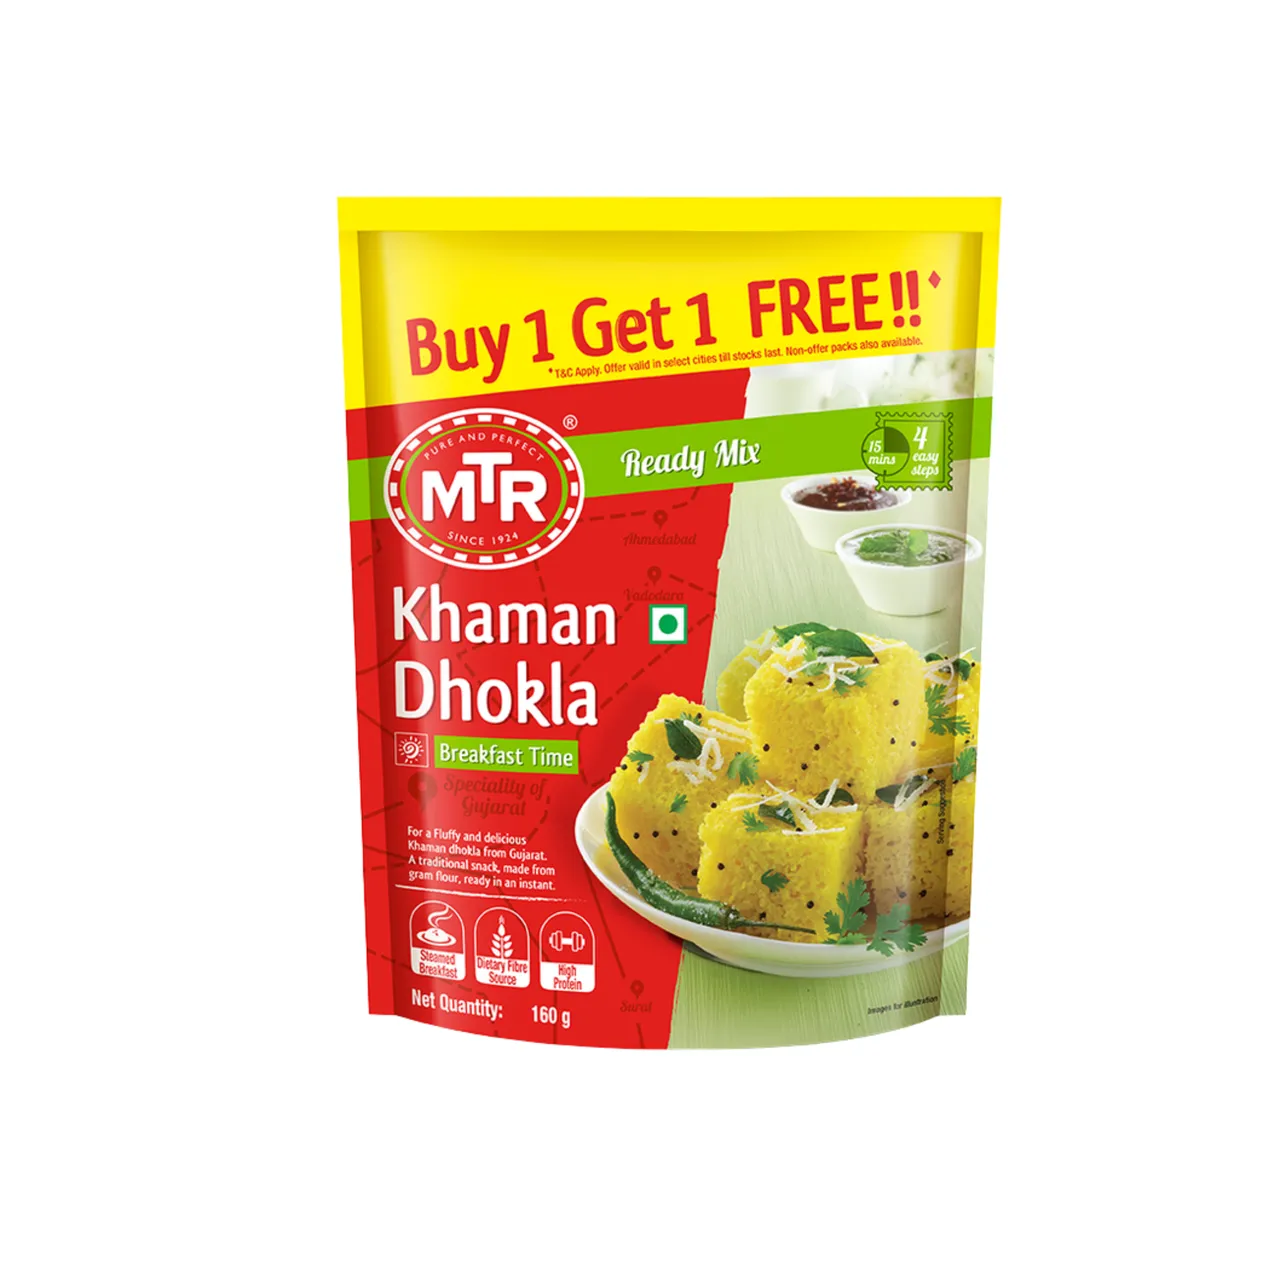 Buy 1 Get 1 FREE!!♦
♦T&C Apply. Offer valid in select cities till stocks last. Non-offer packs also available.
PURE AND PERFECT
MTR
®
SINCE 1924
Ready Mix
15
mins
4
easy
steps
Ahmedabad
Vadodara
Khaman
Dhokla
Breakfast Time
Speciality of
Gujarat
For a Fluffy and delicious
Khaman dhokla from Gujarat.
A traditional snack, made from
gram flour, ready in an instant.
Steamed
Breakfast
Dietary Fibre
Source
High
Protein
Net Quantity: 160 g
Surat
Serving Suggestion
Images for illustration